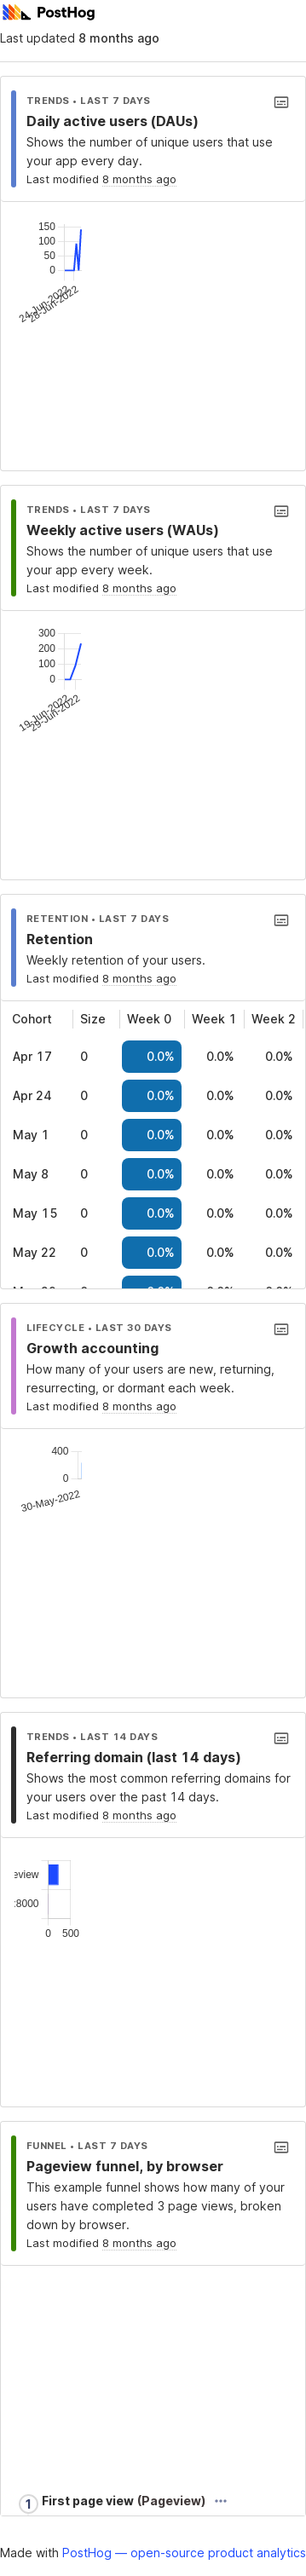 PostHog
Last updated 8 months ago
TRENDS • LAST 7 DAYS
Daily active users (DAUs)
Shows the number of unique users that use
your app every day.
Last modified 8 months ago
150
100
50
0
24-Jun-2022
28-Jun-2022
TRENDS • LAST 7 DAYS
Weekly active users (WAUs)
Shows the number of unique users that use
your app every week.
Last modified 8 months ago
300
200
100
0
19-Jun-2022
29-Jun-2022
RETENTION • LAST 7 DAYS
Retention
Weekly retention of your users.
Last modified 8 months ago
Cohort Size Week 0 Week 1 Week 2
Apr 17 0 0.0% 0.0% 0.0%
Apr 24 0 0.0% 0.0% 0.0%
May 1 0 0.0% 0.0% 0.0%
May 8 0 0.0% 0.0% 0.0%
May 15 0 0.0% 0.0% 0.0%
May 22 0 0.0% 0.0% 0.0%
LIFECYCLE • LAST 30 DAYS
Growth accounting
How many of your users are new, returning,
resurrecting, or dormant each week.
Last modified 8 months ago
400
0
30-May-2022
TRENDS • LAST 14 DAYS
Referring domain (last 14 days)
Shows the most common referring domains for
your users over the past 14 days.
Last modified 8 months ago
eview
:8000
0 500
FUNNEL • LAST 7 DAYS
Pageview funnel, by browser
This example funnel shows how many of your
users have completed 3 page views, broken
down by browser.
Last modified 8 months ago
1 First page view (Pageview)
Made with PostHog — open-source product analytics